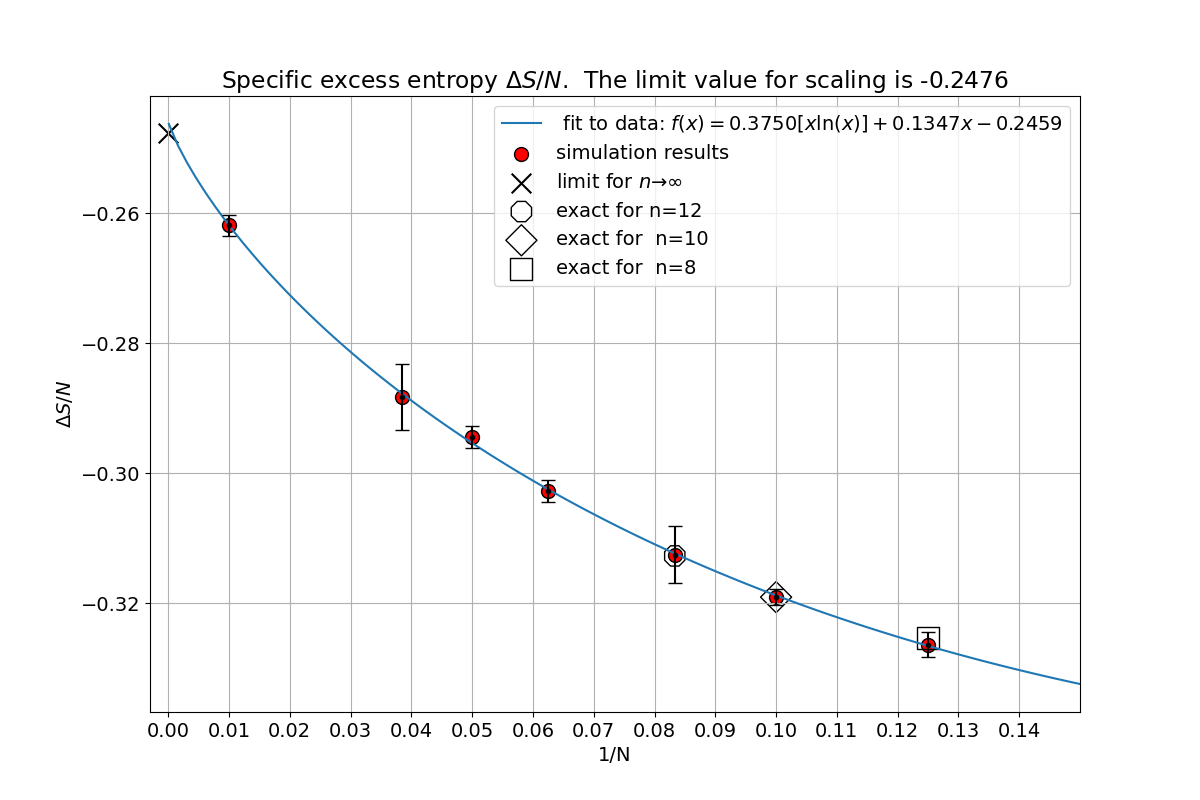 Specific excess entropy ΔS/N.  The limit value for scaling is -0.2476
fit to data: f(x) = 0.3750[xln(x)] + 0.1347x − 0.2459
simulation results
limit for n→∞
exact for n=12
exact for  n=10
exact for  n=8
−0.26
−0.28
−0.30
−0.32
ΔS/N
0.00 0.01 0.02 0.03 0.04 0.05 0.06 0.07 0.08 0.09 0.10 0.11 0.12 0.13 0.14
1/N